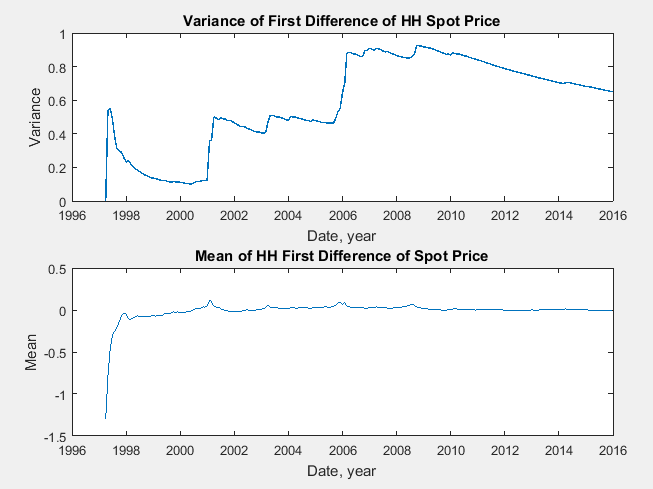 Variance of First Difference of HH Spot Price
1
0.8
0.6
0.4
0.2
0
Variance
1996 1998 2000 2002 2004 2006 2008 2010 2012 2014 2016
Date, year
Mean of HH First Difference of Spot Price
0.5
0
-0.5
-1
-1.5
Mean
1996 1998 2000 2002 2004 2006 2008 2010 2012 2014 2016
Date, year